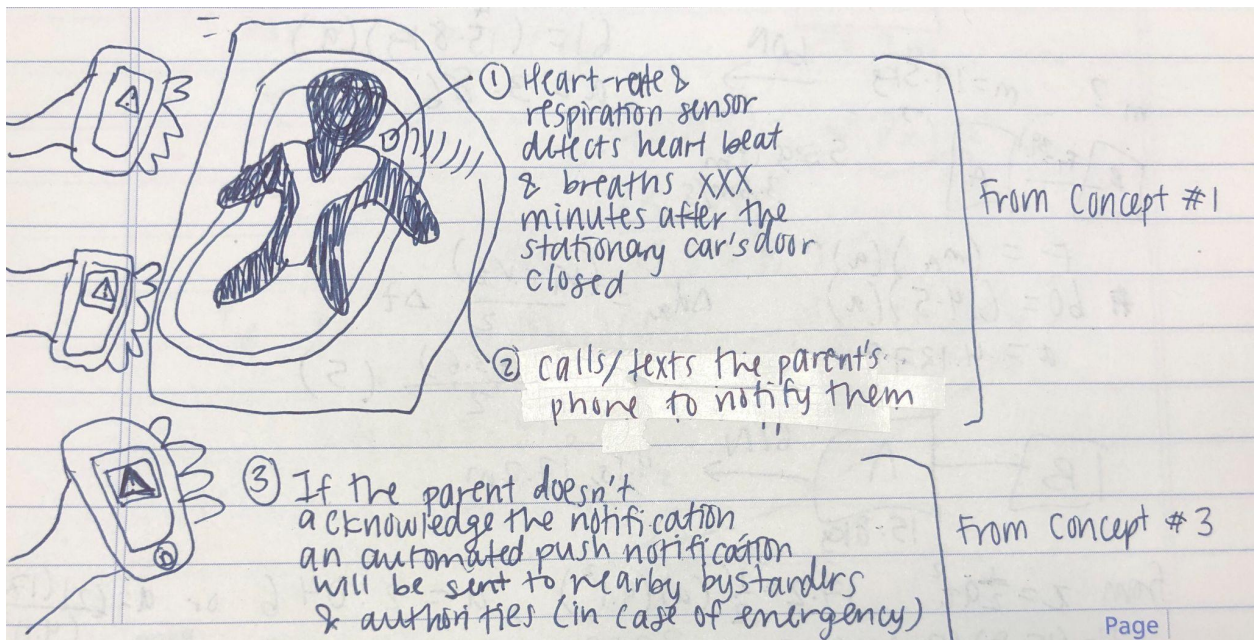 ① Heart-rate &
respiration sensor
detects heart beat
& breaths XXX
minutes after the
stationary car's door
closed
From Concept #1
② calls/texts the parent's
phone to notify them
③ If the parent doesn't
acknowledge the notification
an automated push notification
will be sent to nearby bystanders
& authorities (in case of emergency)
From Concept #3
Page